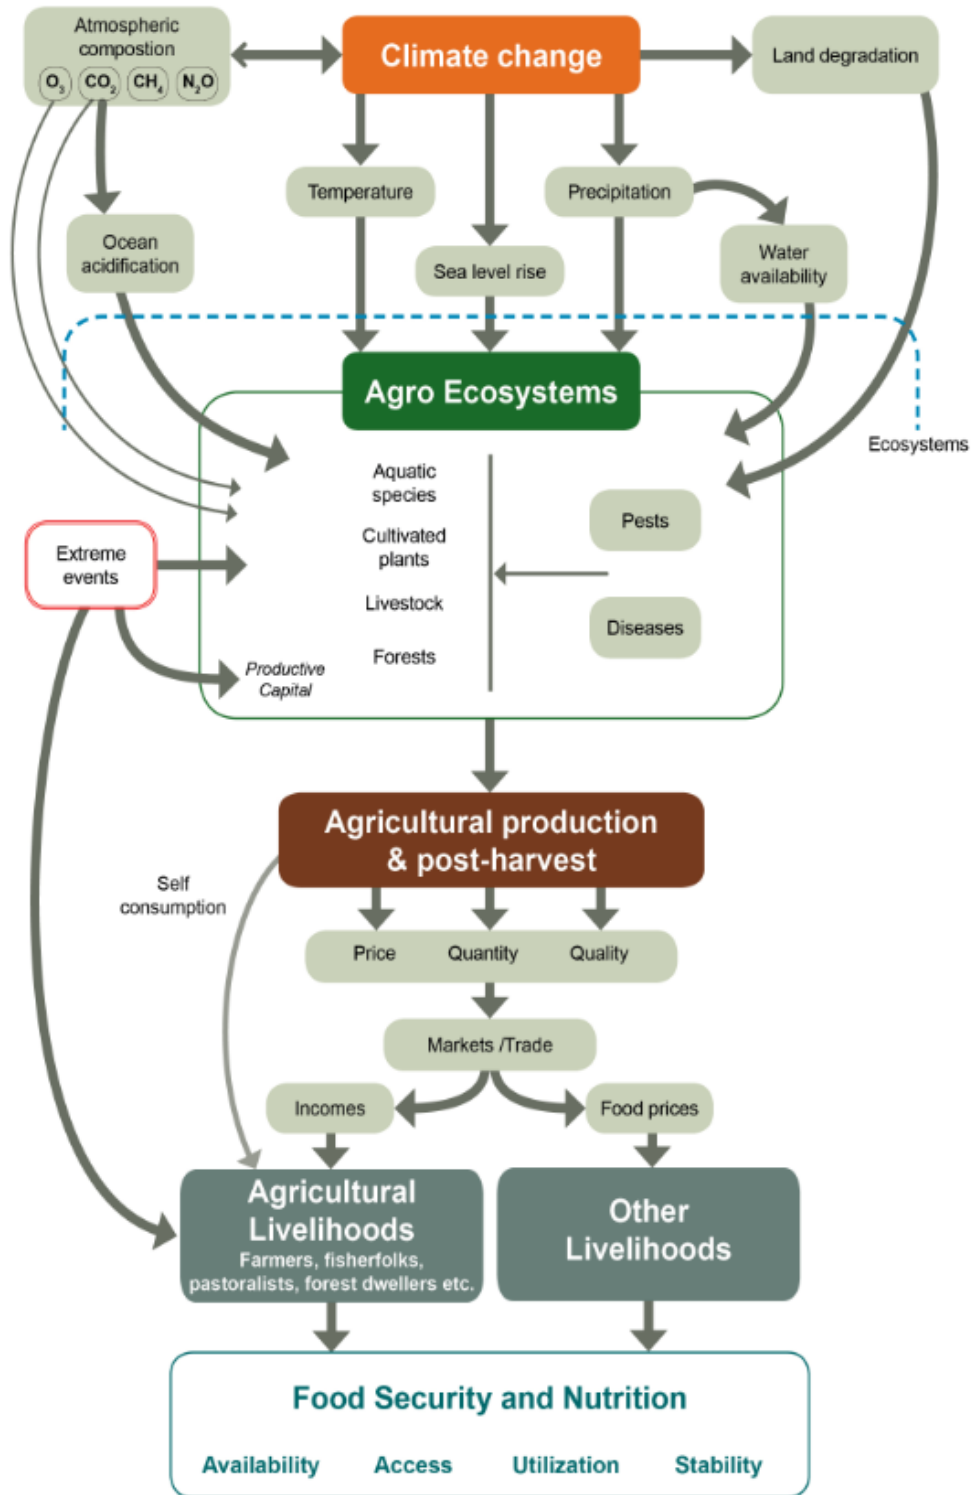 Atmospheric
compostion
O₃ CO₂ CH₄ N₂O
Climate change
Land degradation
Temperature
Precipitation
Ocean
acidification
Sea level rise
Water
availability
Agro Ecosystems
Ecosystems
Aquatic
species
Cultivated
plants
Livestock
Forests
Pests
Diseases
Extreme
events
Productive
Capital
Agricultural production
& post-harvest
Self
consumption
Price Quantity Quality
Markets /Trade
Incomes
Food prices
Agricultural
Livelihoods
Farmers, fisherfolks,
pastoralists, forest dwellers etc.
Other
Livelihoods
Food Security and Nutrition
Availability Access Utilization Stability